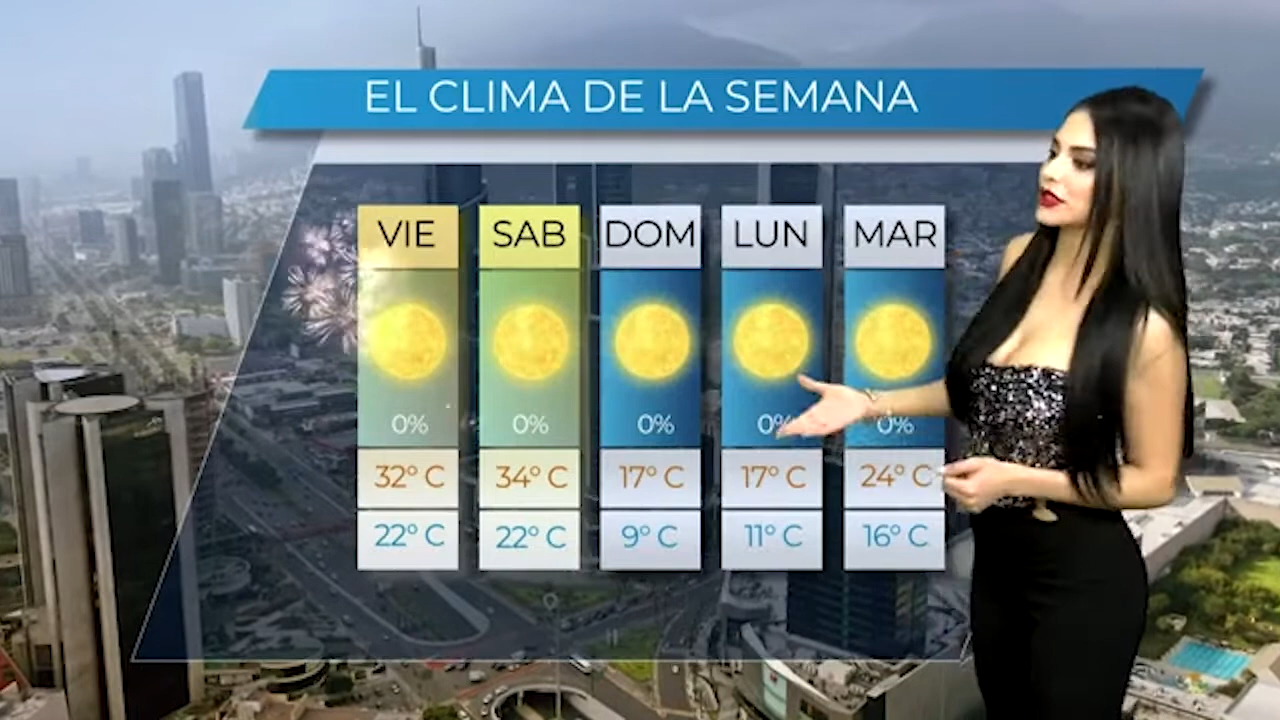 EL CLIMA DE LA SEMANA
VIE SAB DOM LUN MAR
0% 0% 0% 0% 0%
32° C 34° C 17° C 17° C 24° C
22° C 22° C 9° C 11° C 16° C